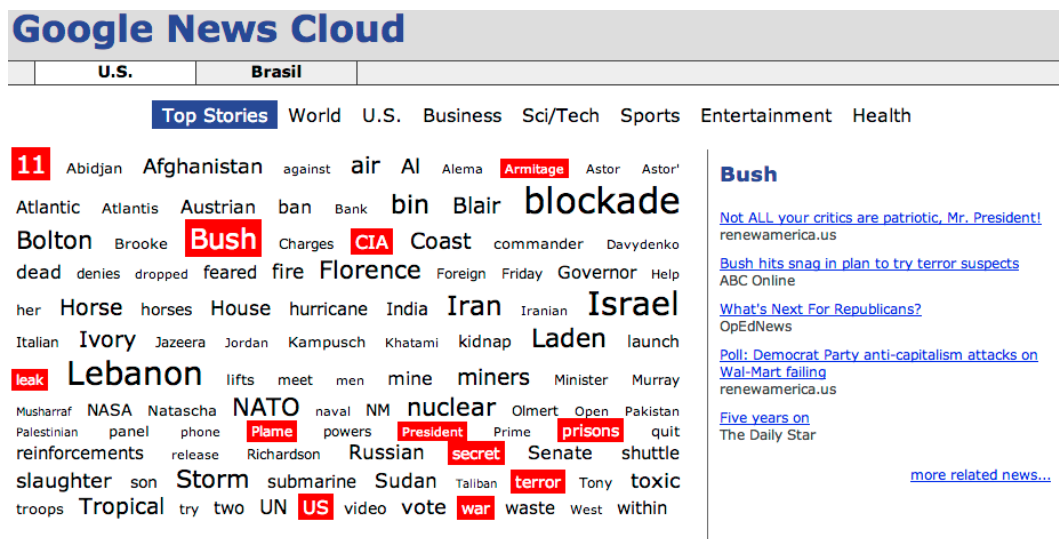 Google News Cloud
U.S. Brasil
Top Stories World U.S. Business Sci/Tech Sports Entertainment Health
11 Abidjan Afghanistan against air Al Alema Armitage Astor Astor'
Atlantic Atlantis Austrian ban Bank bin Blair blockade
Bolton Brooke Bush Charges CIA Coast commander Davydenko
dead denies dropped feared fire Florence Foreign Friday Governor Help
her Horse horses House hurricane India Iran Iranian Israel
Italian Ivory Jazeera Jordan Kampusch Khatami kidnap Laden launch
leak Lebanon lifts meet men mine miners Minister Murray
Musharraf NASA Natascha NATO naval NM nuclear Olmert Open Pakistan
Palestinian panel phone Plame powers President Prime prisons quit
reinforcements release Richardson Russian secret Senate shuttle
slaughter son Storm submarine Sudan Taliban terror Tony toxic
troops Tropical try two UN US video vote war waste West within
Bush
Not ALL your critics are patriotic, Mr. President!
renewamerica.us
Bush hits snag in plan to try terror suspects
ABC Online
What's Next For Republicans?
OpEdNews
Poll: Democrat Party anti-capitalism attacks on
Wal-Mart failing
renewamerica.us
Five years on
The Daily Star
more related news...